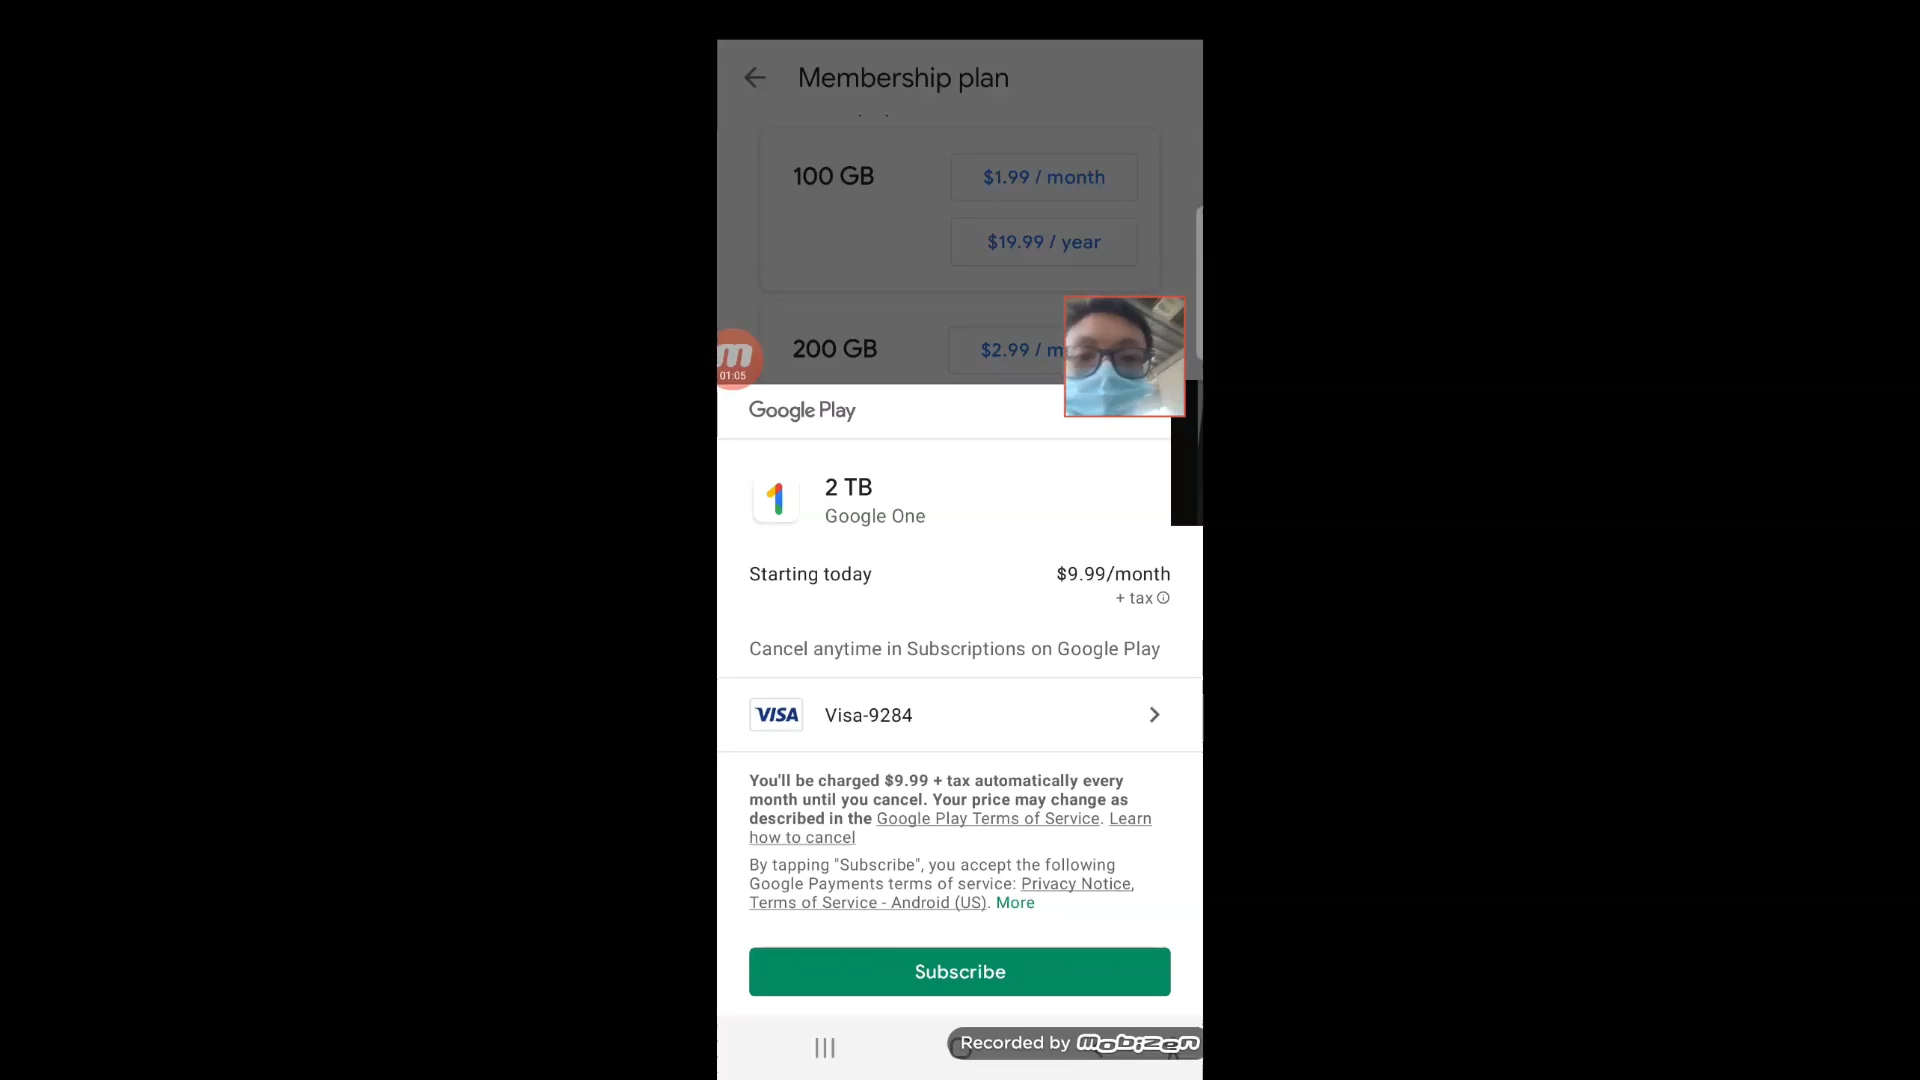 Membership plan
100 GB
$1.99 / month
$19.99 / year
200 GB
$2.99 / m
01:05
Google Play
2 TB
Google One
Starting today
$9.99/month
+ tax
Cancel anytime in Subscriptions on Google Play
VISA
Visa-9284
You'll be charged $9.99 + tax automatically every
month until you cancel. Your price may change as
described in the Google Play Terms of Service. Learn
how to cancel
By tapping "Subscribe", you accept the following
Google Payments terms of service: Privacy Notice,
Terms of Service - Android (US). More
Subscribe
Recorded by mobizen